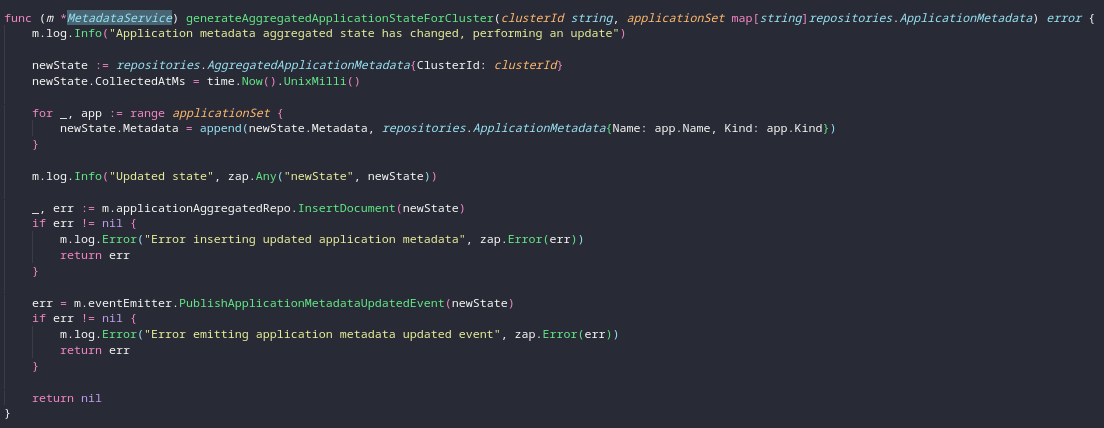 func (m *MetadataService) generateAggregatedApplicationStateForCluster(clusterId string, applicationSet map[string]repositories.ApplicationMetadata) error {
    m.log.Info("Application metadata aggregated state has changed, performing an update")

    newState := repositories.AggregatedApplicationMetadata{ClusterId: clusterId}
    newState.CollectedAtMs = time.Now().UnixMilli()

    for _, app := range applicationSet {
        newState.Metadata = append(newState.Metadata, repositories.ApplicationMetadata{Name: app.Name, Kind: app.Kind})
    }

    m.log.Info("Updated state", zap.Any("newState", newState))

    _, err := m.applicationAggregatedRepo.InsertDocument(newState)
    if err != nil {
        m.log.Error("Error inserting updated application metadata", zap.Error(err))
        return err
    }

    err = m.eventEmitter.PublishApplicationMetadataUpdatedEvent(newState)
    if err != nil {
        m.log.Error("Error emitting application metadata updated event", zap.Error(err))
        return err
    }

    return nil
}